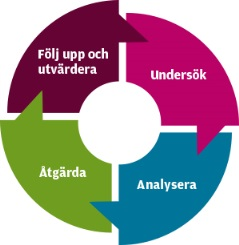 Följ upp och
utvärdera
Undersök
Åtgärda
Analysera